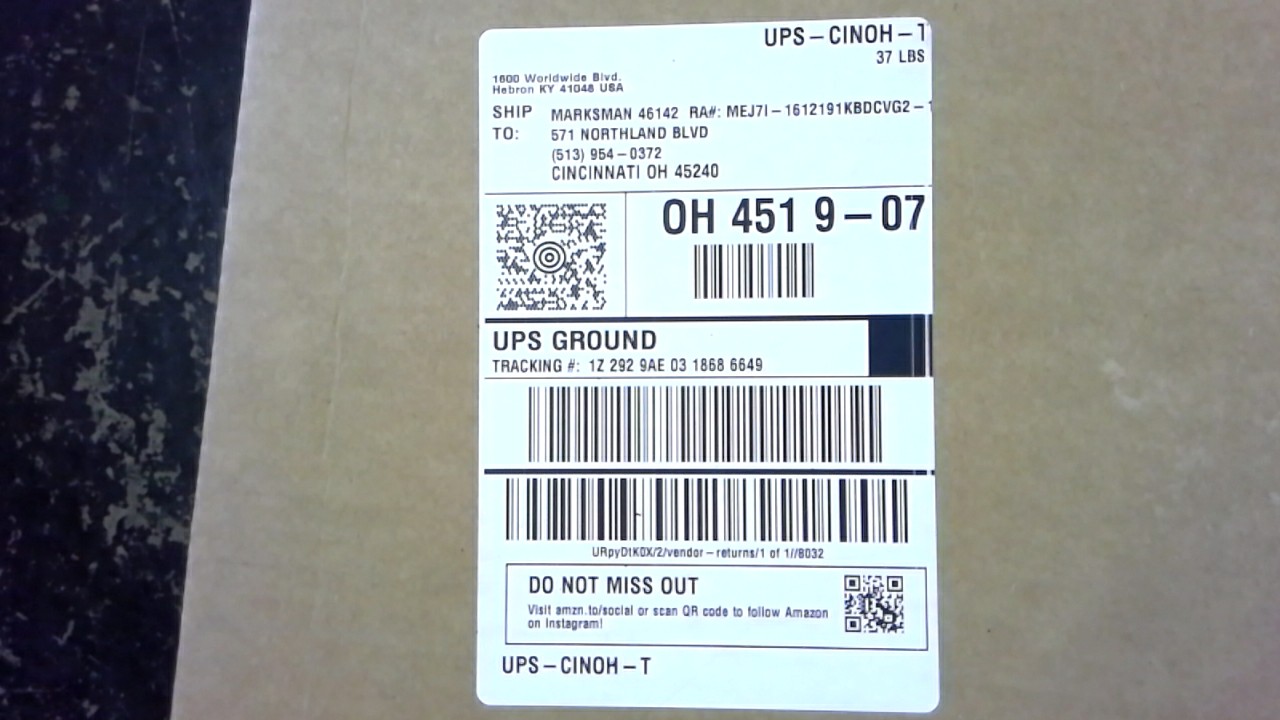 UPS-CINOH-T
37 LBS
1600 Worldwide Blvd.
Hebron KY 41048 USA
SHIP MARKSMAN 46142 RA#: MEJ7I-1612191KBDCVG2-1
TO: 571 NORTHLAND BLVD
(513) 954-0372
CINCINNATI OH 45240
OH 451 9-07
UPS GROUND
TRACKING #: 1Z 292 9AE 03 1868 6649
URpyDtK0X/2/vendor-returns/1 of 1//8032
DO NOT MISS OUT
Visit amzn.to/social or scan QR code to follow Amazon
on Instagram!
UPS-CINOH-T